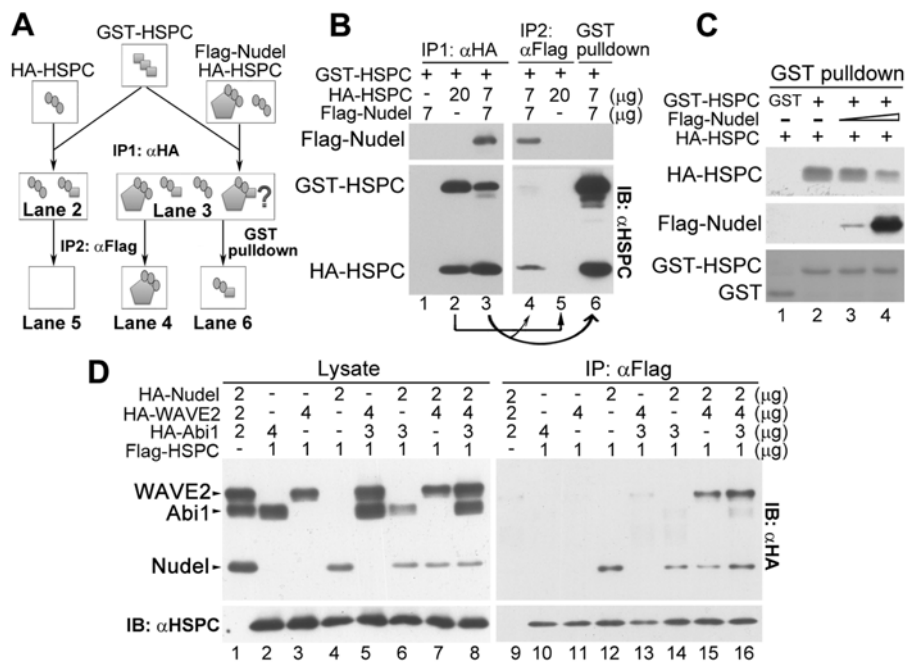 A
GST-HSPC
HA-HSPC
Flag-Nudel
HA-HSPC
IP1: αHA
Lane 2
Lane 3
?
IP2: αFlag
GST
pulldown
Lane 5
Lane 4
Lane 6
B
IP1: αHA
IP2:
αFlag
GST
pulldown
GST-HSPC + + + + + +
HA-HSPC - 20 7 7 20 7 (μg)
Flag-Nudel 7 - 7 7 - 7 (μg)
Flag-Nudel
GST-HSPC
HA-HSPC
IB: αHSPC
1 2 3 4 5 6
C
GST pulldown
GST-HSPC GST + + +
Flag-Nudel - -
HA-HSPC + + + +
HA-HSPC
Flag-Nudel
GST-HSPC
GST
1 2 3 4
D
Lysate
IP: αFlag
HA-Nudel 2 - - 2 - 2 2 2 2 - - 2 - 2 2 2 (μg)
HA-WAVE2 2 - 4 - 4 - 4 4 2 - 4 - 4 - 4 4 (μg)
HA-Abi1 2 4 - - 3 3 - 3 2 4 - - 3 3 - 3 (μg)
Flag-HSPC - 1 1 1 1 1 1 1 - 1 1 1 1 1 1 1 (μg)
WAVE2
Abi1
Nudel
IB: αHA
IB: αHSPC
1 2 3 4 5 6 7 8 9 10 11 12 13 14 15 16